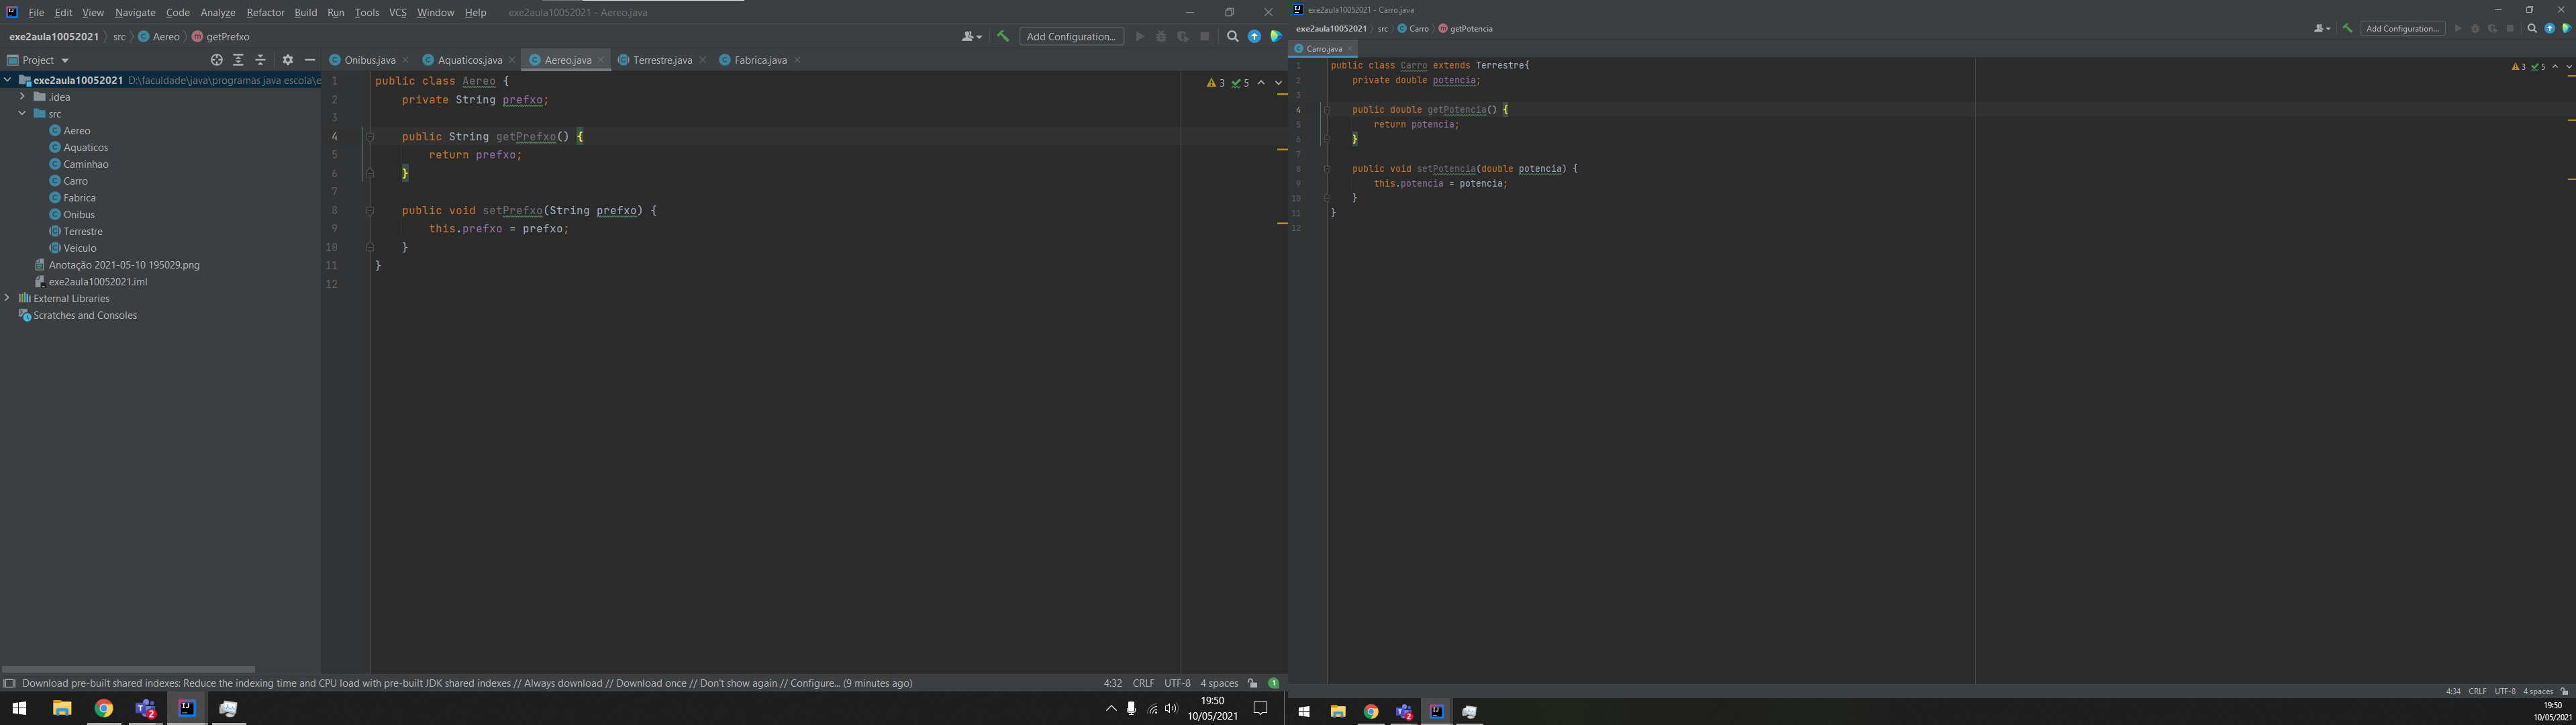 File Edit View Navigate Code Analyze Refactor Build Run Tools VCS Window Help exe2aula10052021 - Aereo.java
exe2aula10052021 src Aereo getPrefxo Add Configuration...
Project
Onibus.java Aquaticos.java Aereo.java Terrestre.java Fabrica.java
exe2aula10052021 D:\faculdade\java\programas java escola\e
.idea
src
Aereo
Aquaticos
Caminhao
Carro
Fabrica
Onibus
Terrestre
Veiculo
Anotação 2021-05-10 195029.png
exe2aula10052021.iml
External Libraries
Scratches and Consoles
3 5
1 public class Aereo {
2 private String prefxo;
3
4 public String getPrefxo() {
5 return prefxo;
6 }
7
8 public void setPrefxo(String prefxo) {
9 this.prefxo = prefxo;
10 }
11 }
12
Download pre-built shared indexes: Reduce the indexing time and CPU load with pre-built JDK shared indexes // Always download // Download once // Don't show again // Configure... (9 minutes ago)
4:32 CRLF UTF-8 4 spaces 1
2
19:50
10/05/2021
exe2aula10052021 - Carro.java
exe2aula10052021 src Carro getPotencia Add Configuration...
Carro.java
3 5
1 public class Carro extends Terrestre{
2 private double potencia;
3
4 public double getPotencia() {
5 return potencia;
6 }
7
8 public void setPotencia(double potencia) {
9 this.potencia = potencia;
10 }
11 }
12
4:34 CRLF UTF-8 4 spaces
2
19:50
10/05/2021